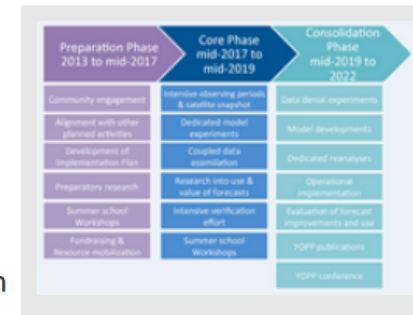 Preparation Phase
2013 to mid-2017
Community engagement
Alignment with other
planned activities
Development of
Implementation Plan
Preparatory research
Summer school
Workshops
Fundraising &
Resource mobilization
Core Phase
mid-2017 to
mid-2019
Intensive observing periods
& satellite snapshot
Dedicated model
experiments
Coupled data
assimilation
Research into use &
value of forecasts
Intensive verification
effort
Summer school
Workshops
Consolidation
Phase
mid-2019 to
2022
Data denial experiments
Model developments
Dedicated reanalyses
Operational
implementation
Evaluation of forecast
improvements and use
YOPP publications
YOPP conference
n